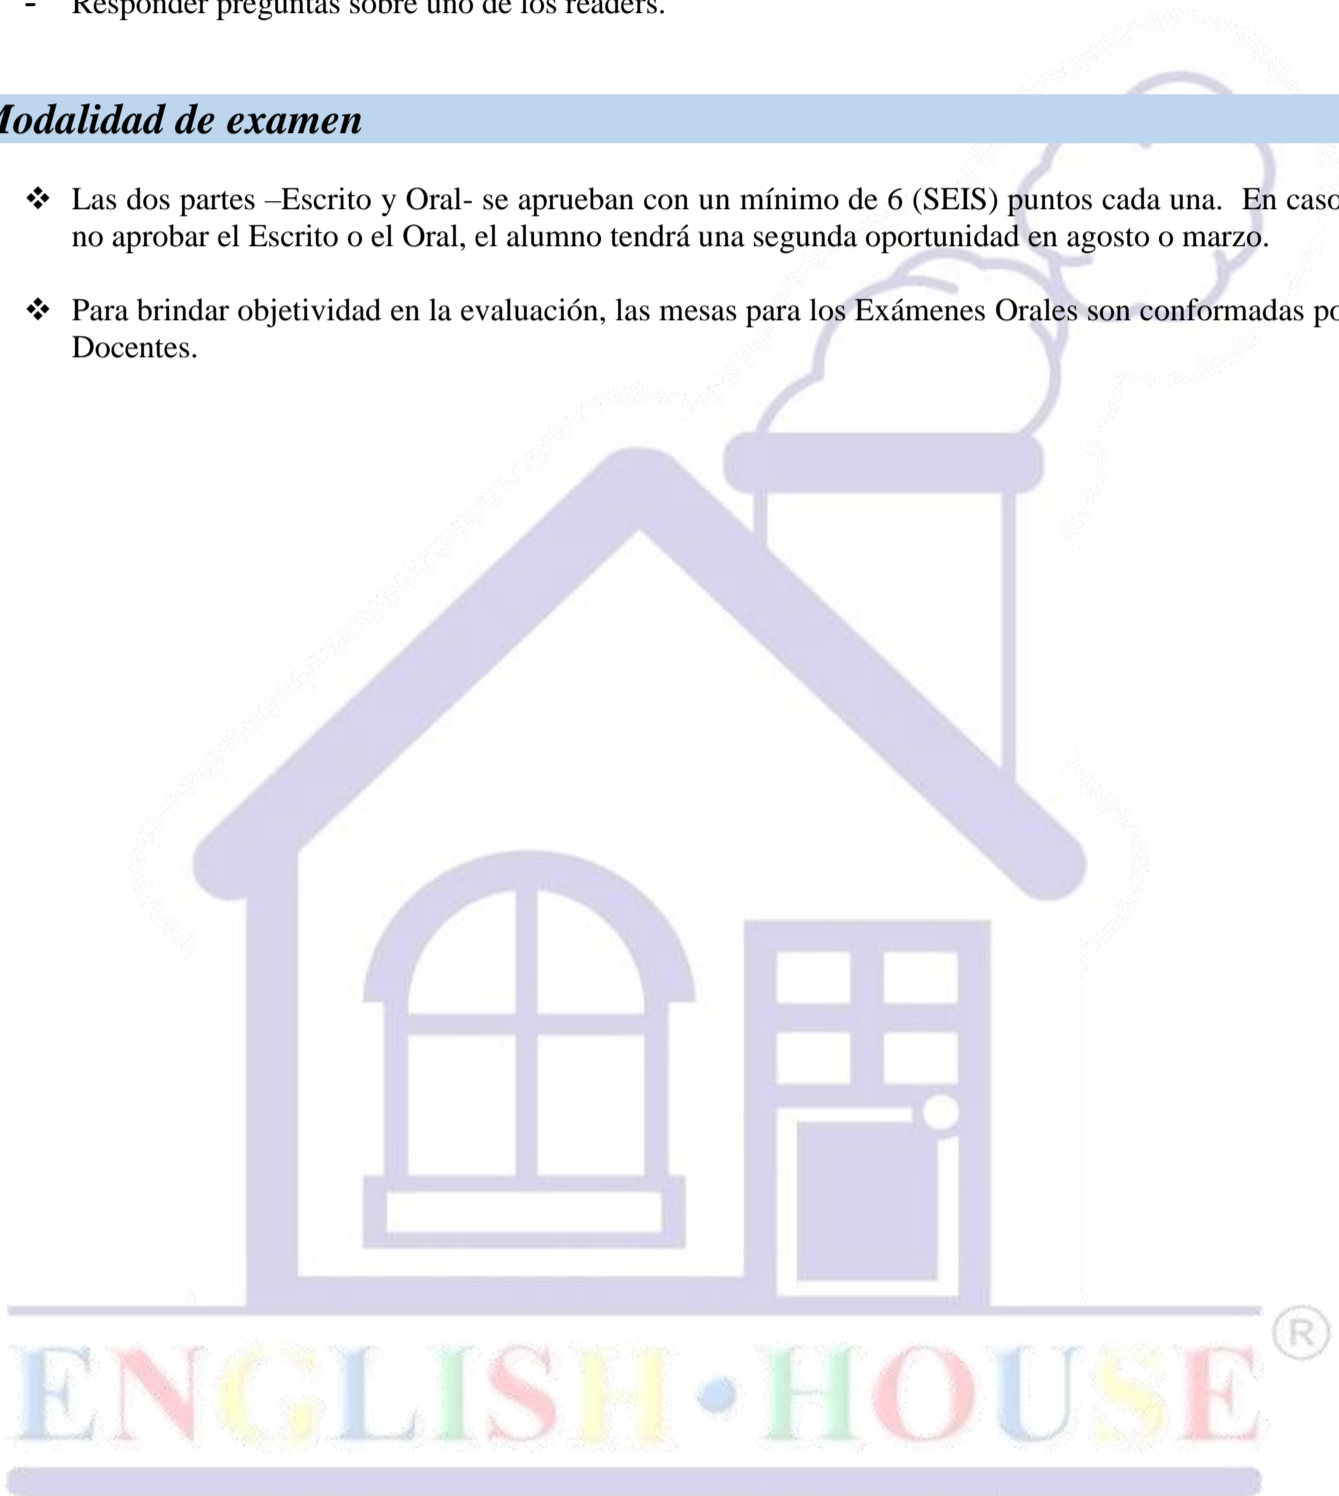 - Responder preguntas sobre uno de los readers.
Modalidad de examen
❖ Las dos partes –Escrito y Oral- se aprueban con un mínimo de 6 (SEIS) puntos cada una. En caso
no aprobar el Escrito o el Oral, el alumno tendrá una segunda oportunidad en agosto o marzo.
❖ Para brindar objetividad en la evaluación, las mesas para los Exámenes Orales son conformadas
Docentes.
ENGLISH•HOUSE ®